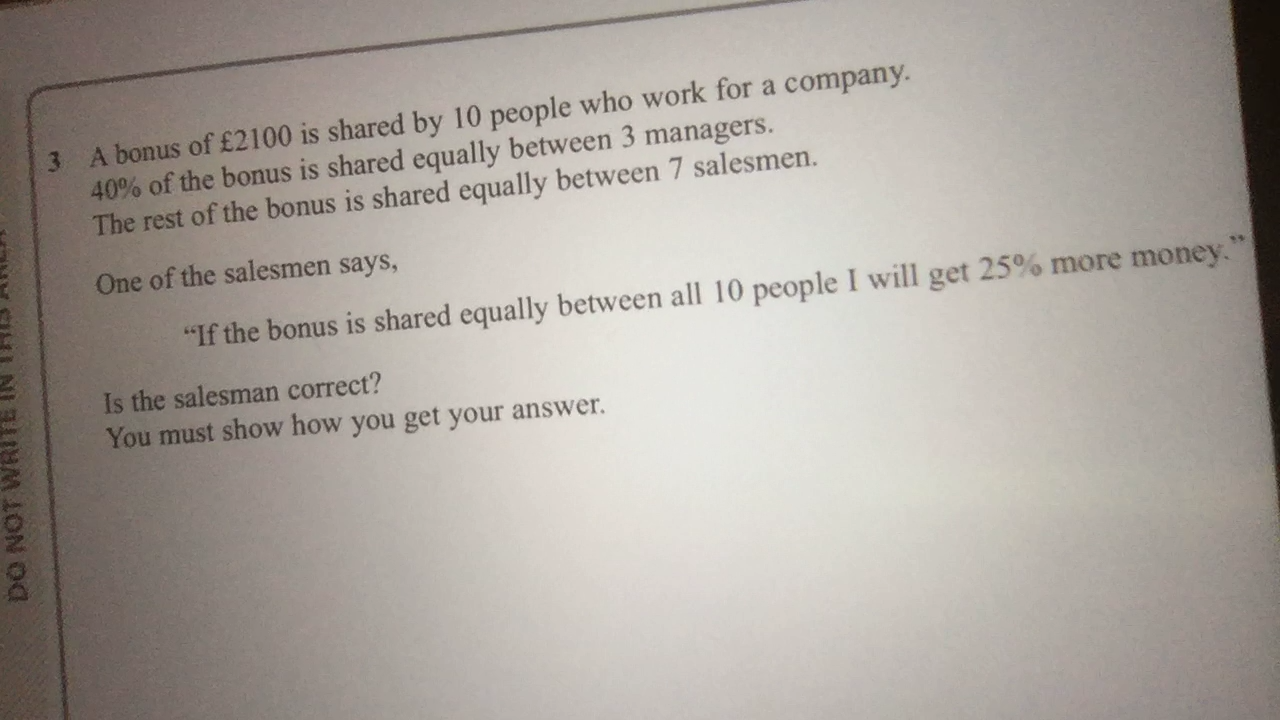 3 A bonus of £2100 is shared by 10 people who work for a company.
40% of the bonus is shared equally between 3 managers.
The rest of the bonus is shared equally between 7 salesmen.
One of the salesmen says,
“If the bonus is shared equally between all 10 people I will get 25% more money.”
Is the salesman correct?
You must show how you get your answer.
DO NOT WRITE IN THIS AREA